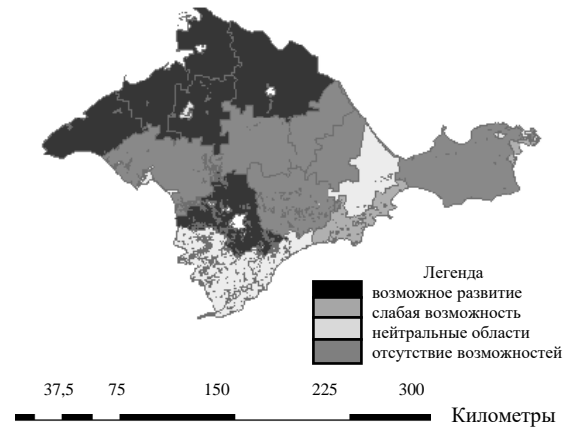 Легенда
возможное развитие
слабая возможность
нейтральные области
отсутствие возможностей
37,5 75 150 225 300
Километры